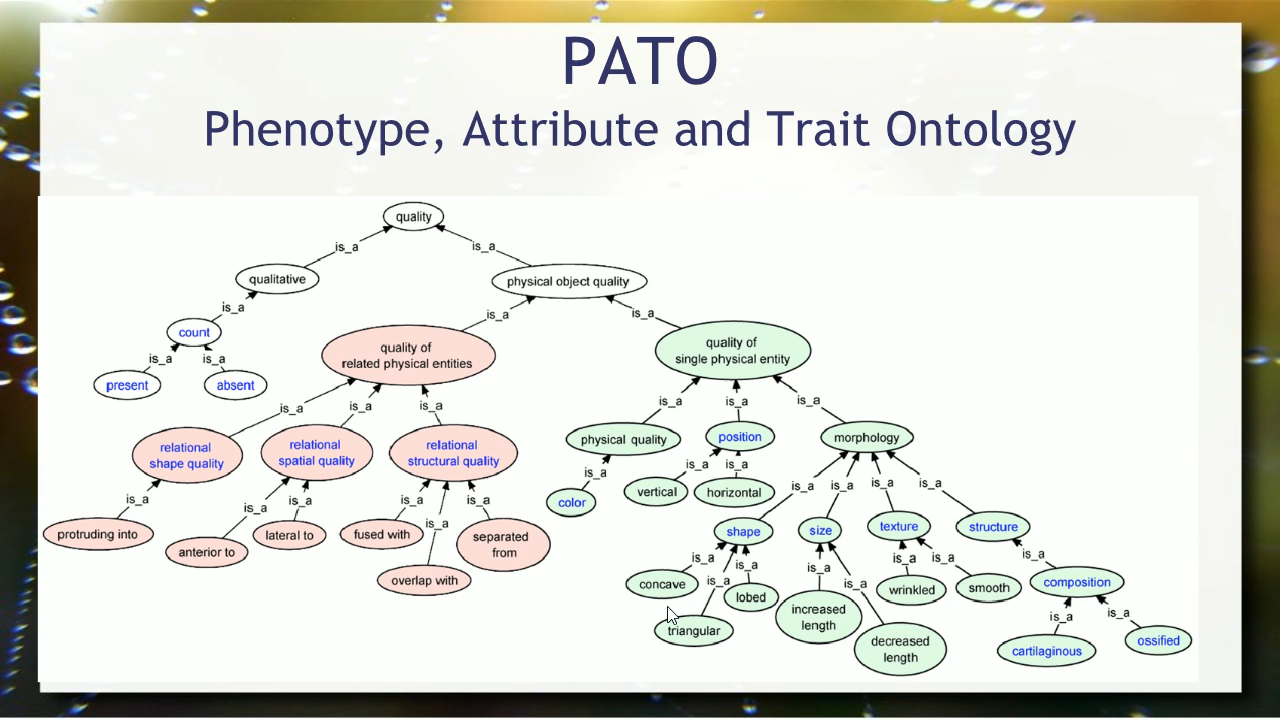 PATO
Phenotype, Attribute and Trait Ontology
quality
is_a
is_a
qualitative
physical object quality
is_a
is_a
is_a
count
quality of
related physical entities
quality of
single physical entity
is_a
is_a
present
absent
is_a
is_a
is_a
is_a
is_a
is_a
relational
shape quality
relational
spatial quality
relational
structural quality
physical quality
position
morphology
is_a
is_a
is_a
is_a
is_a
is_a
is_a
color
vertical
horizontal
is_a
is_a
is_a
is_a
is_a
is_a
is_a
protruding into
anterior to
lateral to
fused with
overlap with
separated
from
shape
size
texture
structure
is_a
is_a
is_a
is_a
is_a
is_a
is_a
is_a
concave
triangular
lobed
increased
length
decreased
length
wrinkled
smooth
composition
is_a
is_a
cartilaginous
ossified